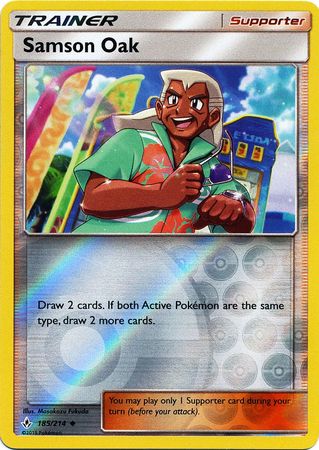 TRAINER
Supporter
Samson Oak
Draw 2 cards. If both Active Pokémon are the same
type, draw 2 more cards.
Illus. Masakazu Fukuda
185/214
©2019 Pokémon
You may play only 1 Supporter card during your
turn (before your attack).